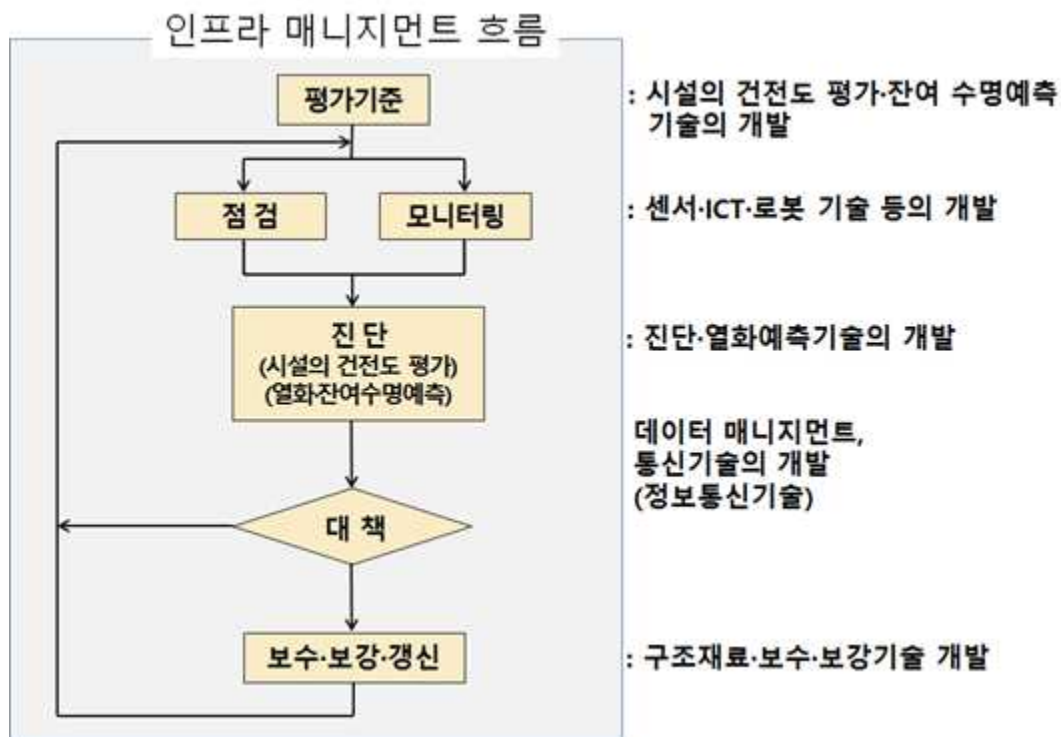 인프라 매니지먼트 흐름
평가기준
: 시설의 건전도 평가·잔여 수명예측
기술의 개발
점 검
모니터링
: 센서·ICT·로봇 기술 등의 개발
진 단
(시설의 건전도 평가)
(열화·잔여수명예측)
: 진단·열화예측기술의 개발
데이터 매니지먼트,
통신기술의 개발
(정보통신기술)
대 책
보수·보강·갱신
: 구조재료·보수·보강기술 개발